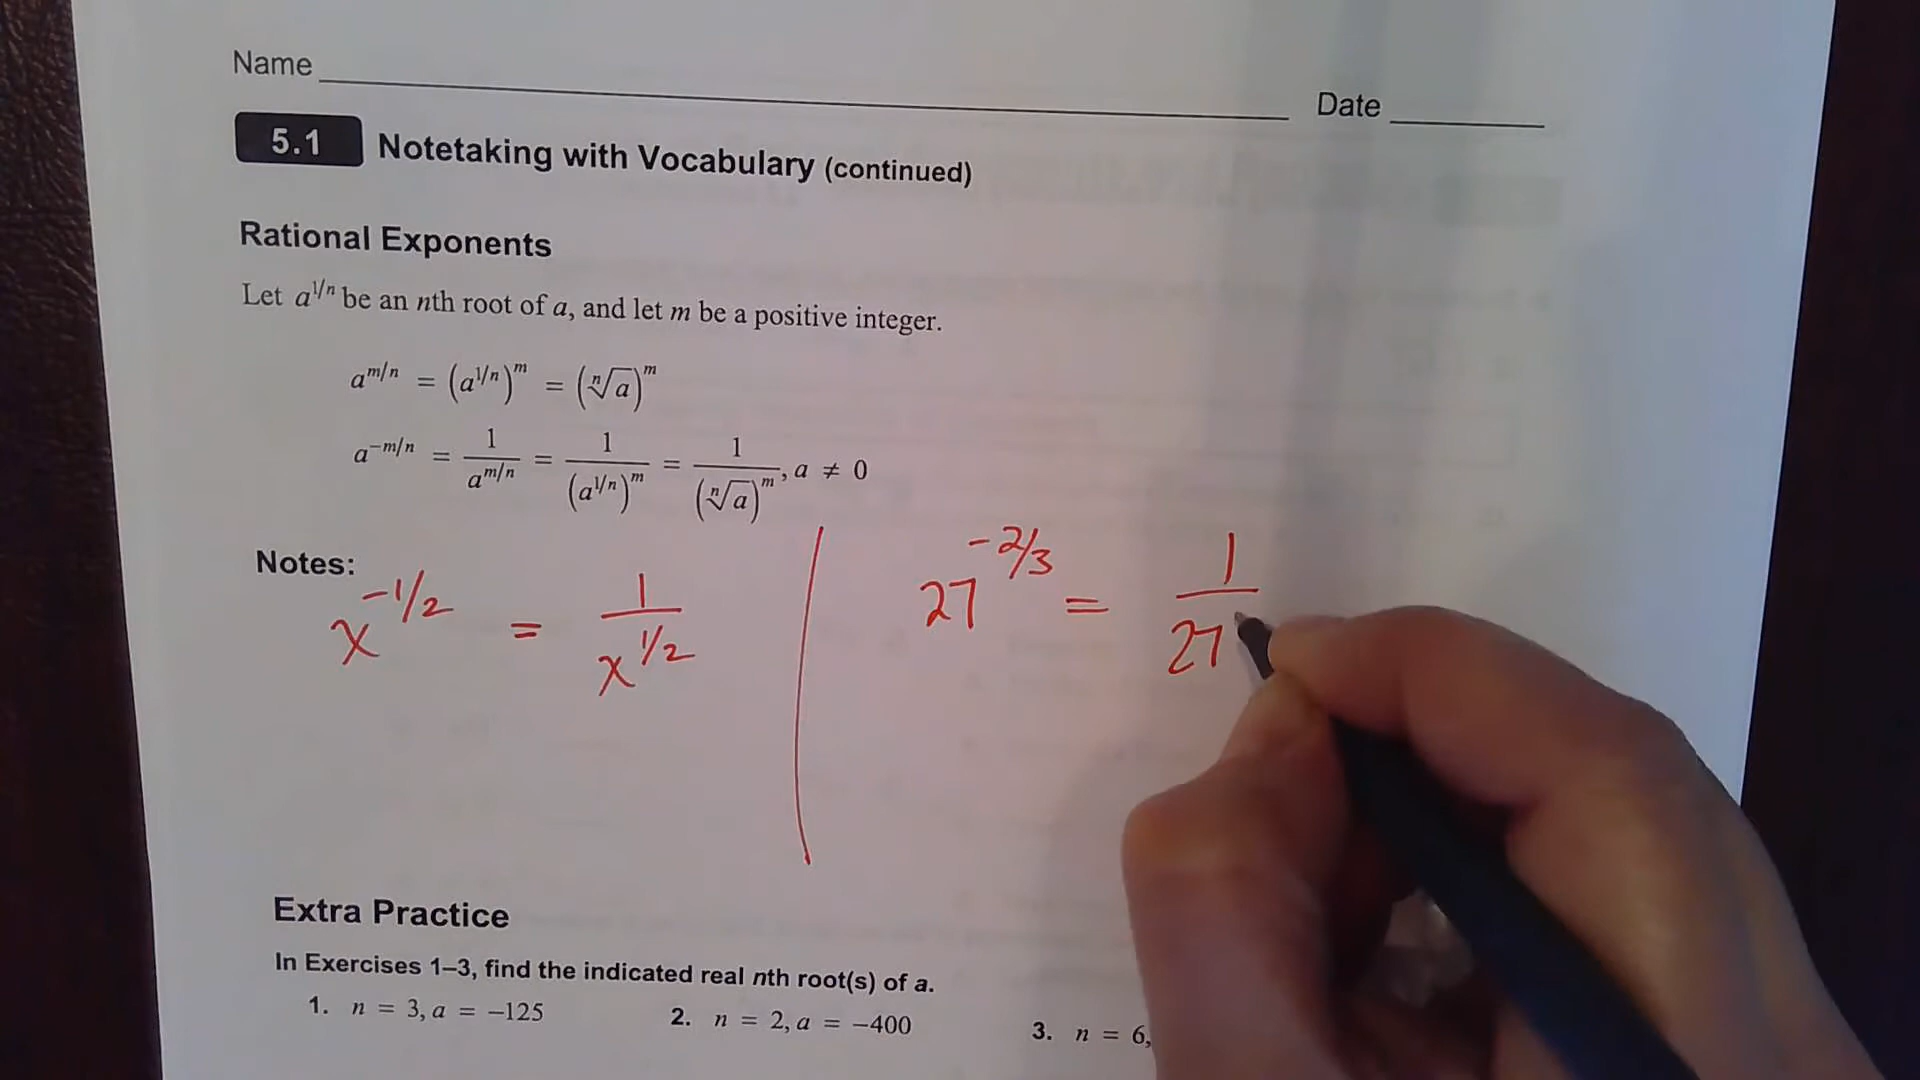 Name
Date
5.1 Notetaking with Vocabulary (continued)
Rational Exponents
Let a^{1/n} be an nth root of a, and let m be a positive integer.
a^{m/n} = (a^{1/n})^m = (ⁿ√a)^m
a^{-m/n} = 1/a^{m/n} = 1/(a^{1/n})^m = 1/(ⁿ√a)^m, a ≠ 0
Notes:
x^{-1/2} = 1/x^{1/2}
27^{-2/3} = 1/27
Extra Practice
In Exercises 1–3, find the indicated real nth root(s) of a.
1. n = 3, a = −125
2. n = 2, a = −400
3. n = 6,